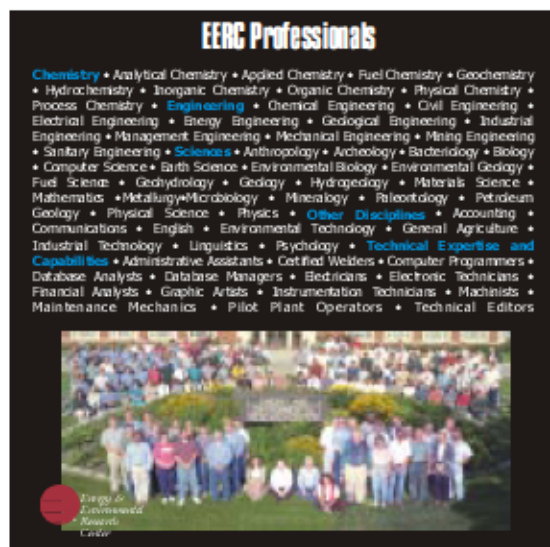 EERC Professionals
Chemistry • Analytical Chemistry • Applied Chemistry • Fuel Chemistry • Geochemistry
• Hydrochemistry • Inorganic Chemistry • Organic Chemistry • Physical Chemistry •
Process Chemistry • Engineering • Chemical Engineering • Civil Engineering •
Electrical Engineering • Energy Engineering • Geological Engineering • Industrial
Engineering • Management Engineering • Mechanical Engineering • Mining Engineering
• Sanitary Engineering • Sciences • Anthropology • Archeology • Bacteriology • Biology
• Computer Science • Earth Science • Environmental Biology • Environmental Geology •
Fuel Science • Geohydrology • Geology • Hydrogeology • Materials Science •
Mathematics •Metallurgy•Microbiology • Mineralogy • Paleontology • Petroleum
Geology • Physical Science • Physics • Other Disciplines • Accounting •
Communications • English • Environmental Technology • General Agriculture •
Industrial Technology • Linguistics • Psychology • Technical Expertise and
Capabilities • Administrative Assistants • Certified Welders • Computer Programmers •
Database Analysts • Database Managers • Electricians • Electronic Technicians •
Financial Analysts • Graphic Artists • Instrumentation Technicians • Machinists •
Maintenance Mechanics • Pilot Plant Operators • Technical Editors
Energy &
Environmental
Research
Center